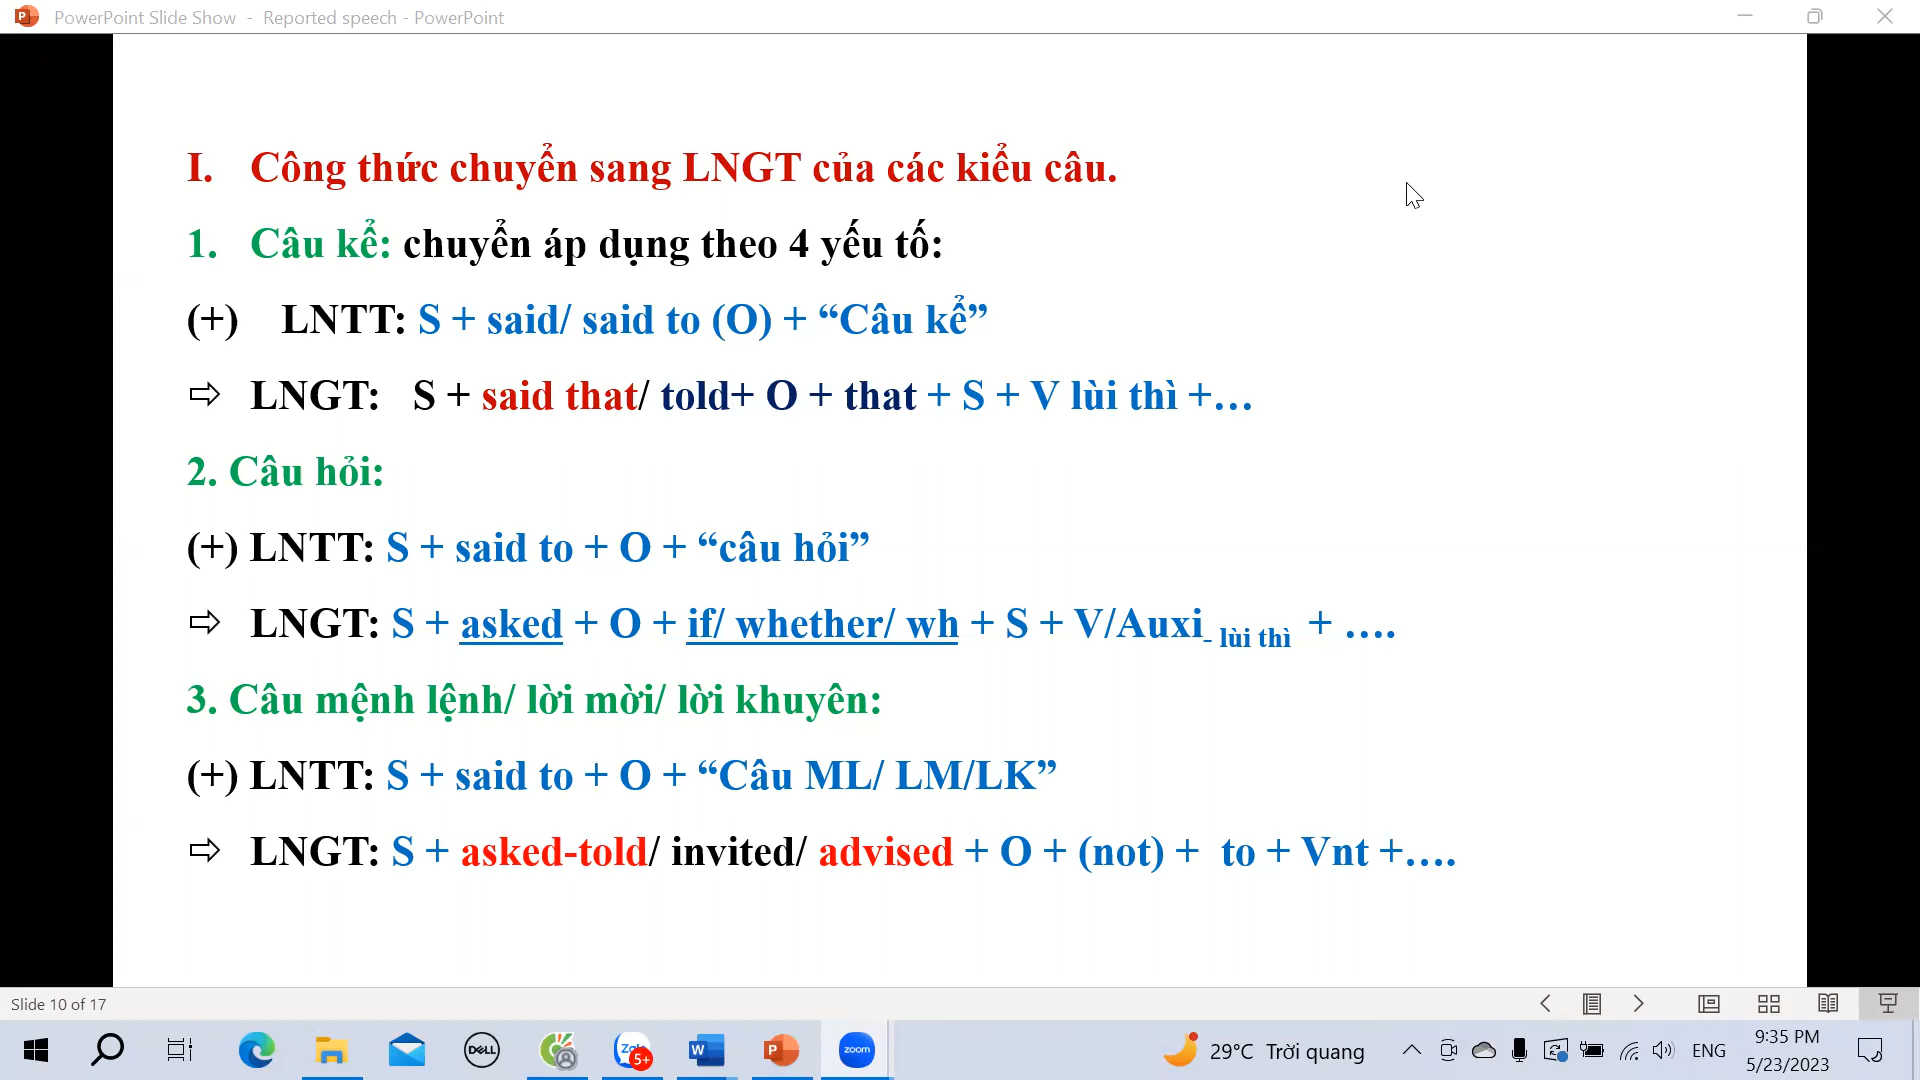 PowerPoint Slide Show - Reported speech - PowerPoint
I. Công thức chuyển sang LNGT của các kiểu câu.
1. Câu kể: chuyển áp dụng theo 4 yếu tố:
(+) LNTT: S + said/ said to (O) + “Câu kể”
⇨ LNGT: S + said that/ told+ O + that + S + V lùi thì +…
2. Câu hỏi:
(+) LNTT: S + said to + O + “câu hỏi”
⇨ LNGT: S + asked + O + if/ whether/ wh + S + V/Auxi- lùi thì + ….
3. Câu mệnh lệnh/ lời mời/ lời khuyên:
(+) LNTT: S + said to + O + “Câu ML/ LM/LK”
⇨ LNGT: S + asked-told/ invited/ advised + O + (not) + to + Vnt +….
Slide 10 of 17
DELL
Zalo 5+
W
P
zoom
29°C Trời quang
ENG
9:35 PM
5/23/2023